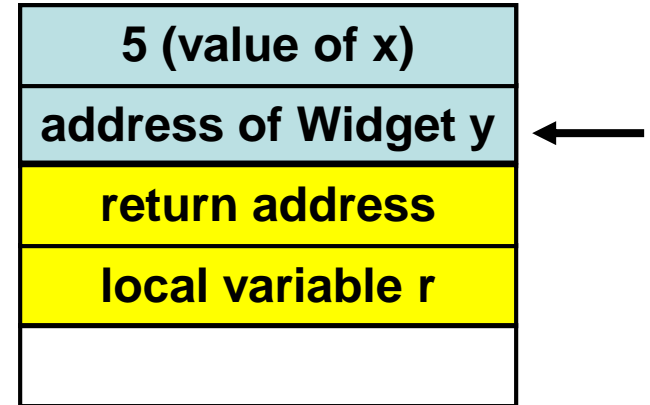 5 (value of x)
address of Widget y
return address
local variable r